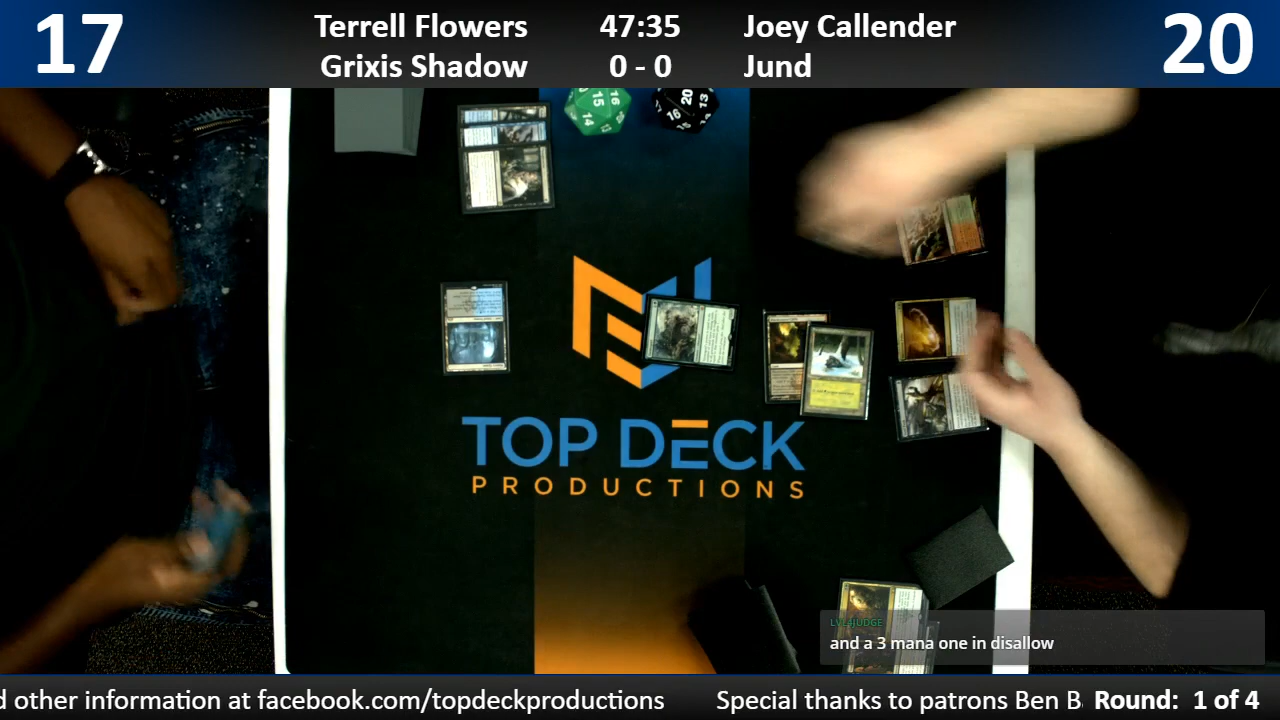 17
Terrell Flowers
47:35
Joey Callender
20
Grixis Shadow
0 - 0
Jund
TOP DECK
PRODUCTIONS
LVL4JUDGE
and a 3 mana one in disallow
d other information at facebook.com/topdeckproductions
Special thanks to patrons Ben B
Round: 1 of 4